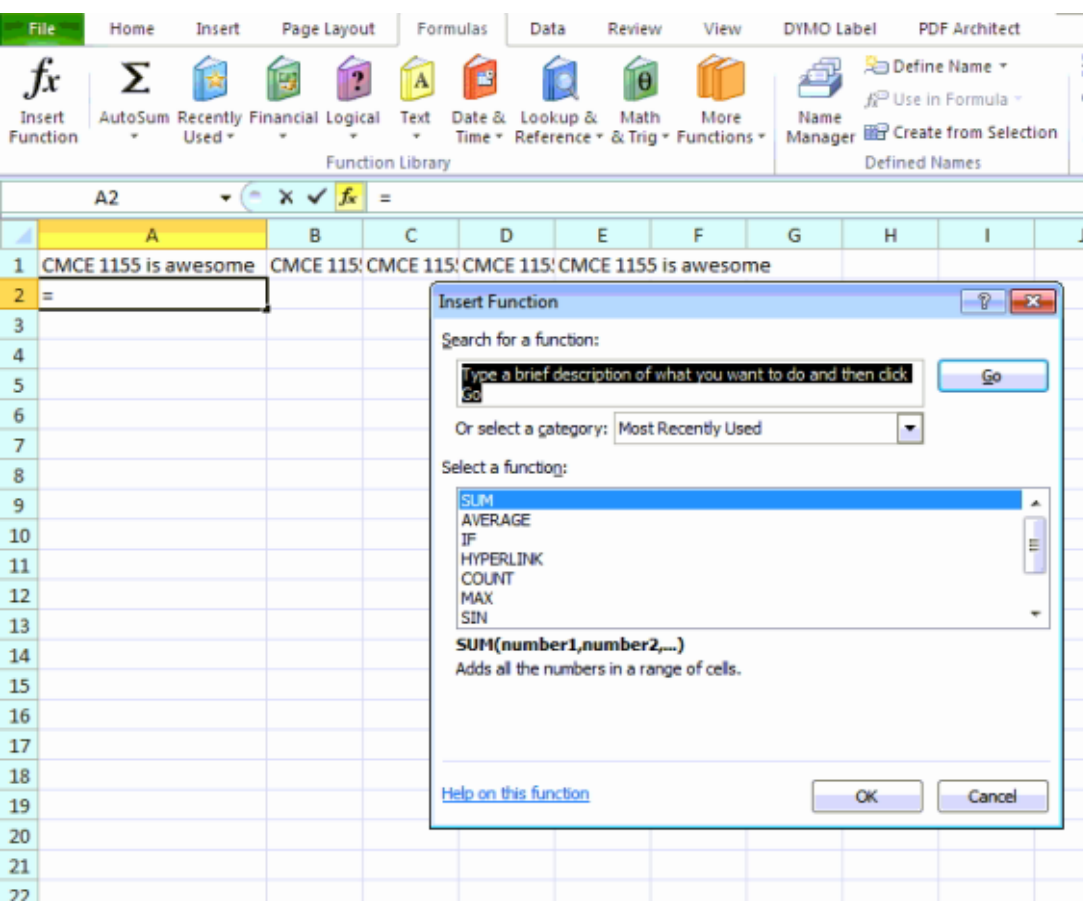 File Home Insert Page Layout Formulas Data Review View DYMO Label PDF Architect
fx Σ ? A θ
Insert Function
AutoSum
Recently Used
Financial
Logical
Text
Date & Time
Lookup & Reference
Math & Trig
More Functions
Name Manager
Define Name
Use in Formula
Create from Selection
Function Library
Defined Names
A2 fx =
A B C D E F G H I J
1 CMCE 1155 is awesome CMCE 115 CMCE 115 CMCE 115 CMCE 1155 is awesome
2 =
3
4
5
6
7
8
9
10
11
12
13
14
15
16
17
18
19
20
21
22
Insert Function ?
Search for a function:
Type a brief description of what you want to do and then click
Go
Go
Or select a category: Most Recently Used
Select a function:
SUM
AVERAGE
IF
HYPERLINK
COUNT
MAX
SIN
SUM(number1,number2,...)
Adds all the numbers in a range of cells.
Help on this function
OK Cancel